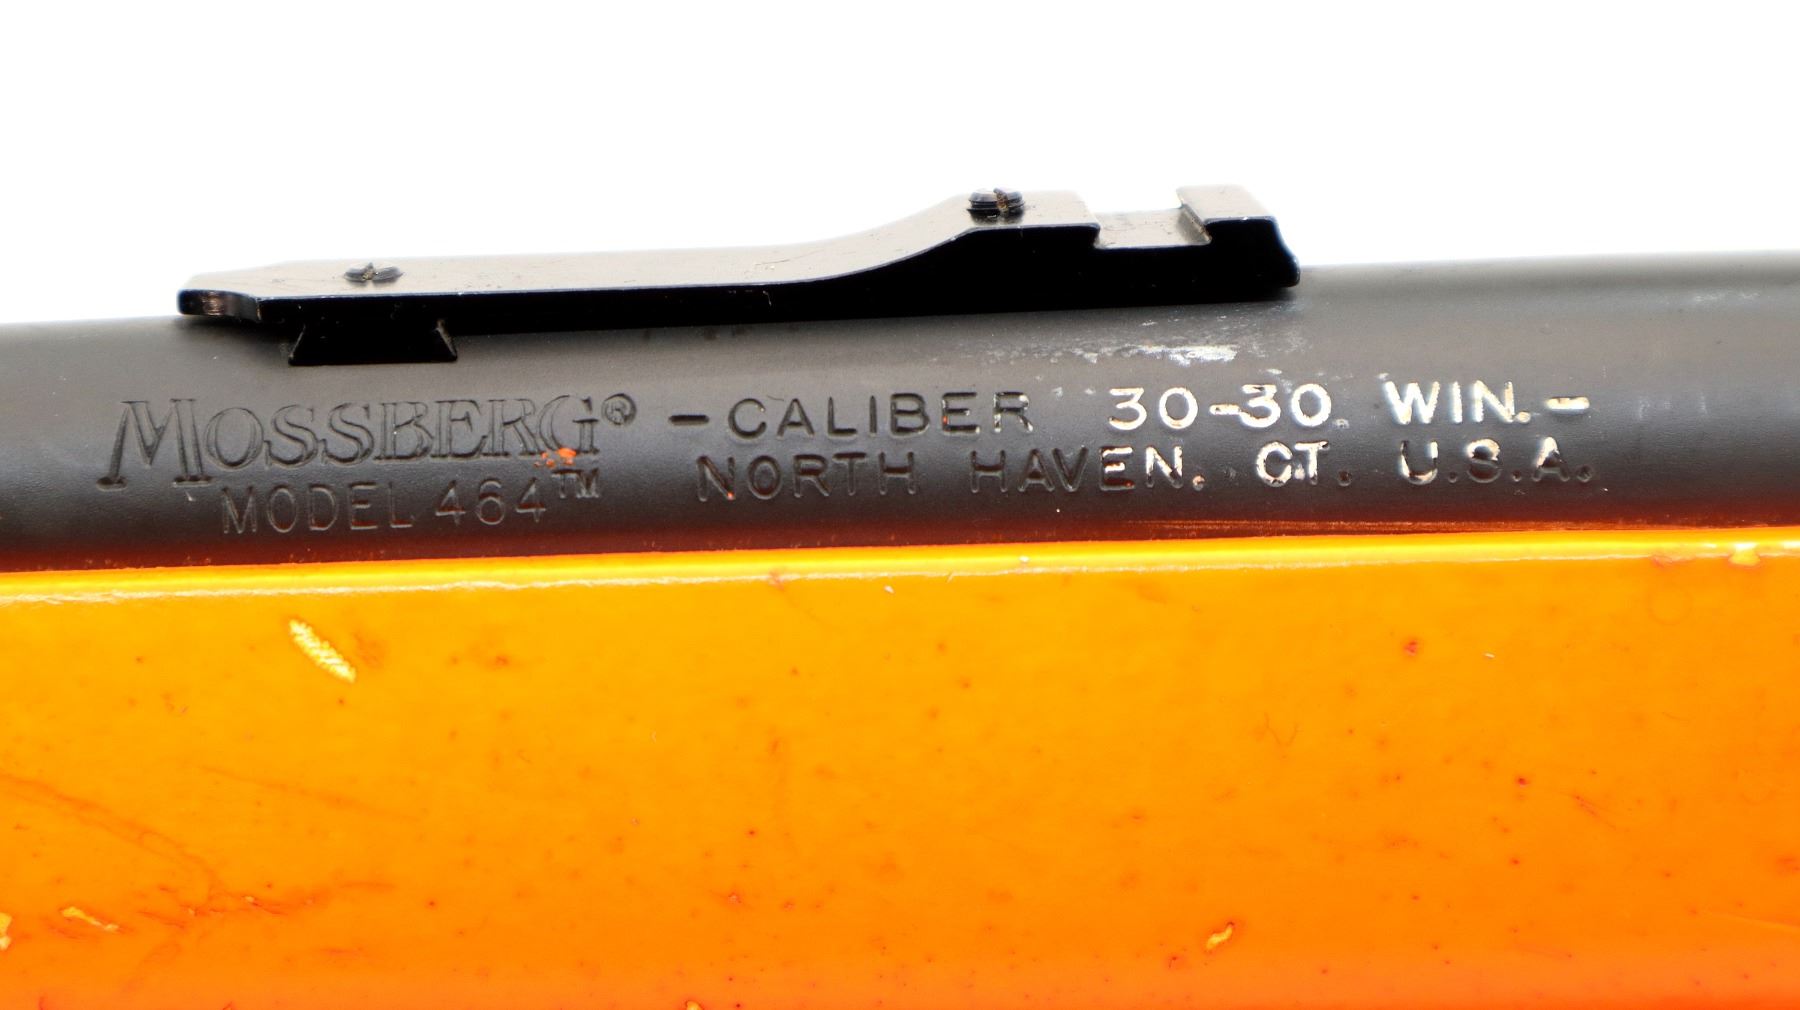 MOSSBERG® -CALIBER 30-30 WIN.-
MODEL 464™ NORTH HAVEN. CT. U.S.A.